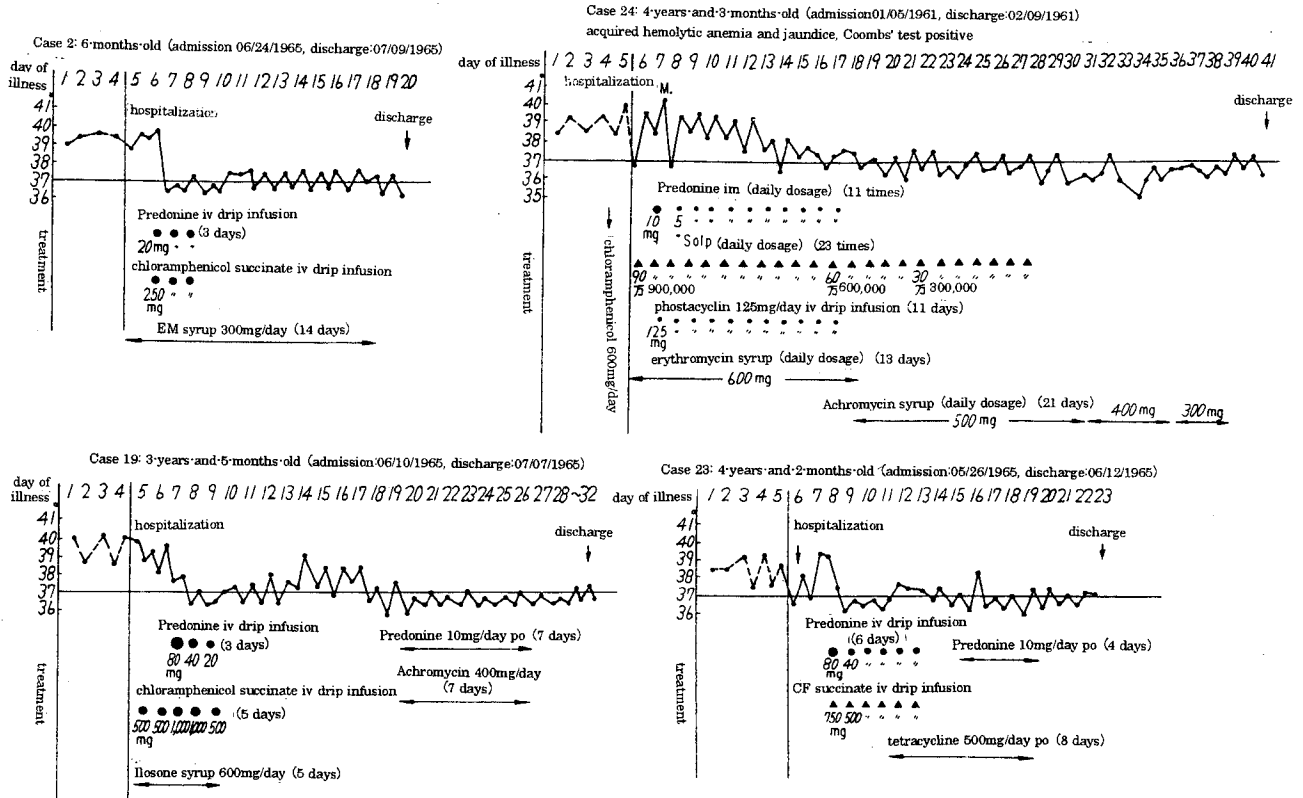 Case 2: 6-months-old (admission 06/24/1965, discharge:07/09/1965)
day of illness 1 2 3 4 5 6 7 8 9 10 11 12 13 14 15 16 17 18 19 20
41
40
39
38
37
36
hospitalization
discharge
treatment
Predonine iv drip infusion
(3 days)
20mg 〃 〃
chloramphenicol succinate iv drip infusion
250 〃 〃
mg
EM syrup 300mg/day (14 days)
Case 24: 4-years-and-3-months-old (admission01/05/1961, discharge:02/09/1961)
acquired hemolytic anemia and jaundice, Coombs' test positive
day of illness 1 2 3 4 5 6 7 8 9 10 11 12 13 14 15 16 17 18 19 20 21 22 23 24 25 26 27 28 29 30 31 32 33 34 35 36 37 38 39 40 41
41
40
39
38
37
36
35
hospitalization
M.
discharge
treatment
chloramphenicol 600mg/day
Predonine im (daily dosage) (11 times)
10 5 〃 〃 〃 〃 〃 〃 〃 〃 〃
mg
Solp (daily dosage) (23 times)
90 60 30
75 900,000 75 600,000 75 300,000
phostacyclin 125mg/day iv drip infusion (11 days)
125 〃 〃 〃 〃 〃 〃 〃 〃 〃 〃
mg
erythromycin syrup (daily dosage) (13 days)
600 mg
Achromycin syrup (daily dosage) (21 days)
500 mg 400 mg 300 mg
Case 19: 3-years-and-5-months-old (admission:06/10/1965, discharge:07/07/1965)
day of illness 1 2 3 4 5 6 7 8 9 10 11 12 13 14 15 16 17 18 19 20 21 22 23 24 25 26 27 28 ~32
41
40
39
38
37
36
hospitalization
discharge
treatment
Predonine iv drip infusion
(3 days)
80 40 20
mg
chloramphenicol succinate iv drip infusion
(5 days)
500 500 1,000 1,000 500
mg
Ilosone syrup 600mg/day (5 days)
Predonine 10mg/day po (7 days)
Achromycin 400mg/day
(7 days)
Case 23: 4-years-and-2-months-old (admission:05/26/1965, discharge:06/12/1965)
day of illness 1 2 3 4 5 6 7 8 9 10 11 12 13 14 15 16 17 18 19 20 21 22 23
41
40
39
38
37
36
hospitalization
discharge
treatment
Predonine iv drip infusion
(6 days)
80 40 〃 〃 〃 〃
mg
Predonine 10mg/day po (4 days)
CF succinate iv drip infusion
750 500 〃 〃 〃 〃
mg
tetracycline 500mg/day po (8 days)